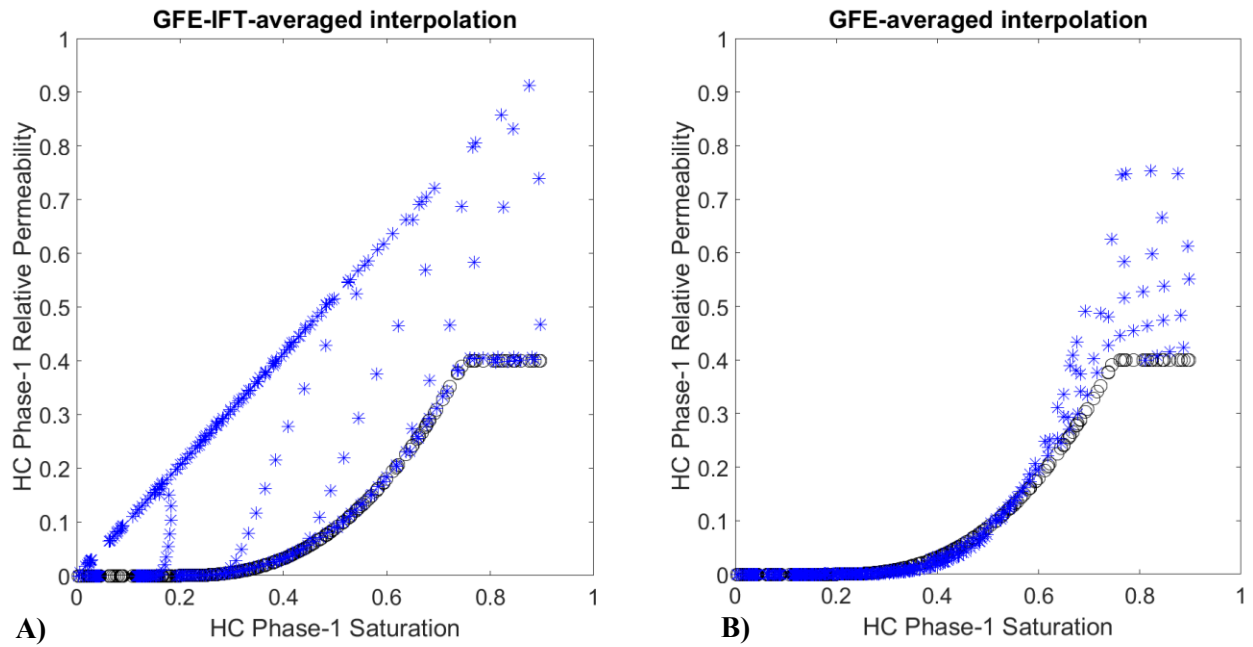 GFE-IFT-averaged interpolation
1
0.9
0.8
0.7
0.6
0.5
0.4
0.3
0.2
0.1
0
HC Phase-1 Relative Permeability
0 0.2 0.4 0.6 0.8 1
HC Phase-1 Saturation
A)
GFE-averaged interpolation
1
0.9
0.8
0.7
0.6
0.5
0.4
0.3
0.2
0.1
0
HC Phase-1 Relative Permeability
0 0.2 0.4 0.6 0.8 1
HC Phase-1 Saturation
B)